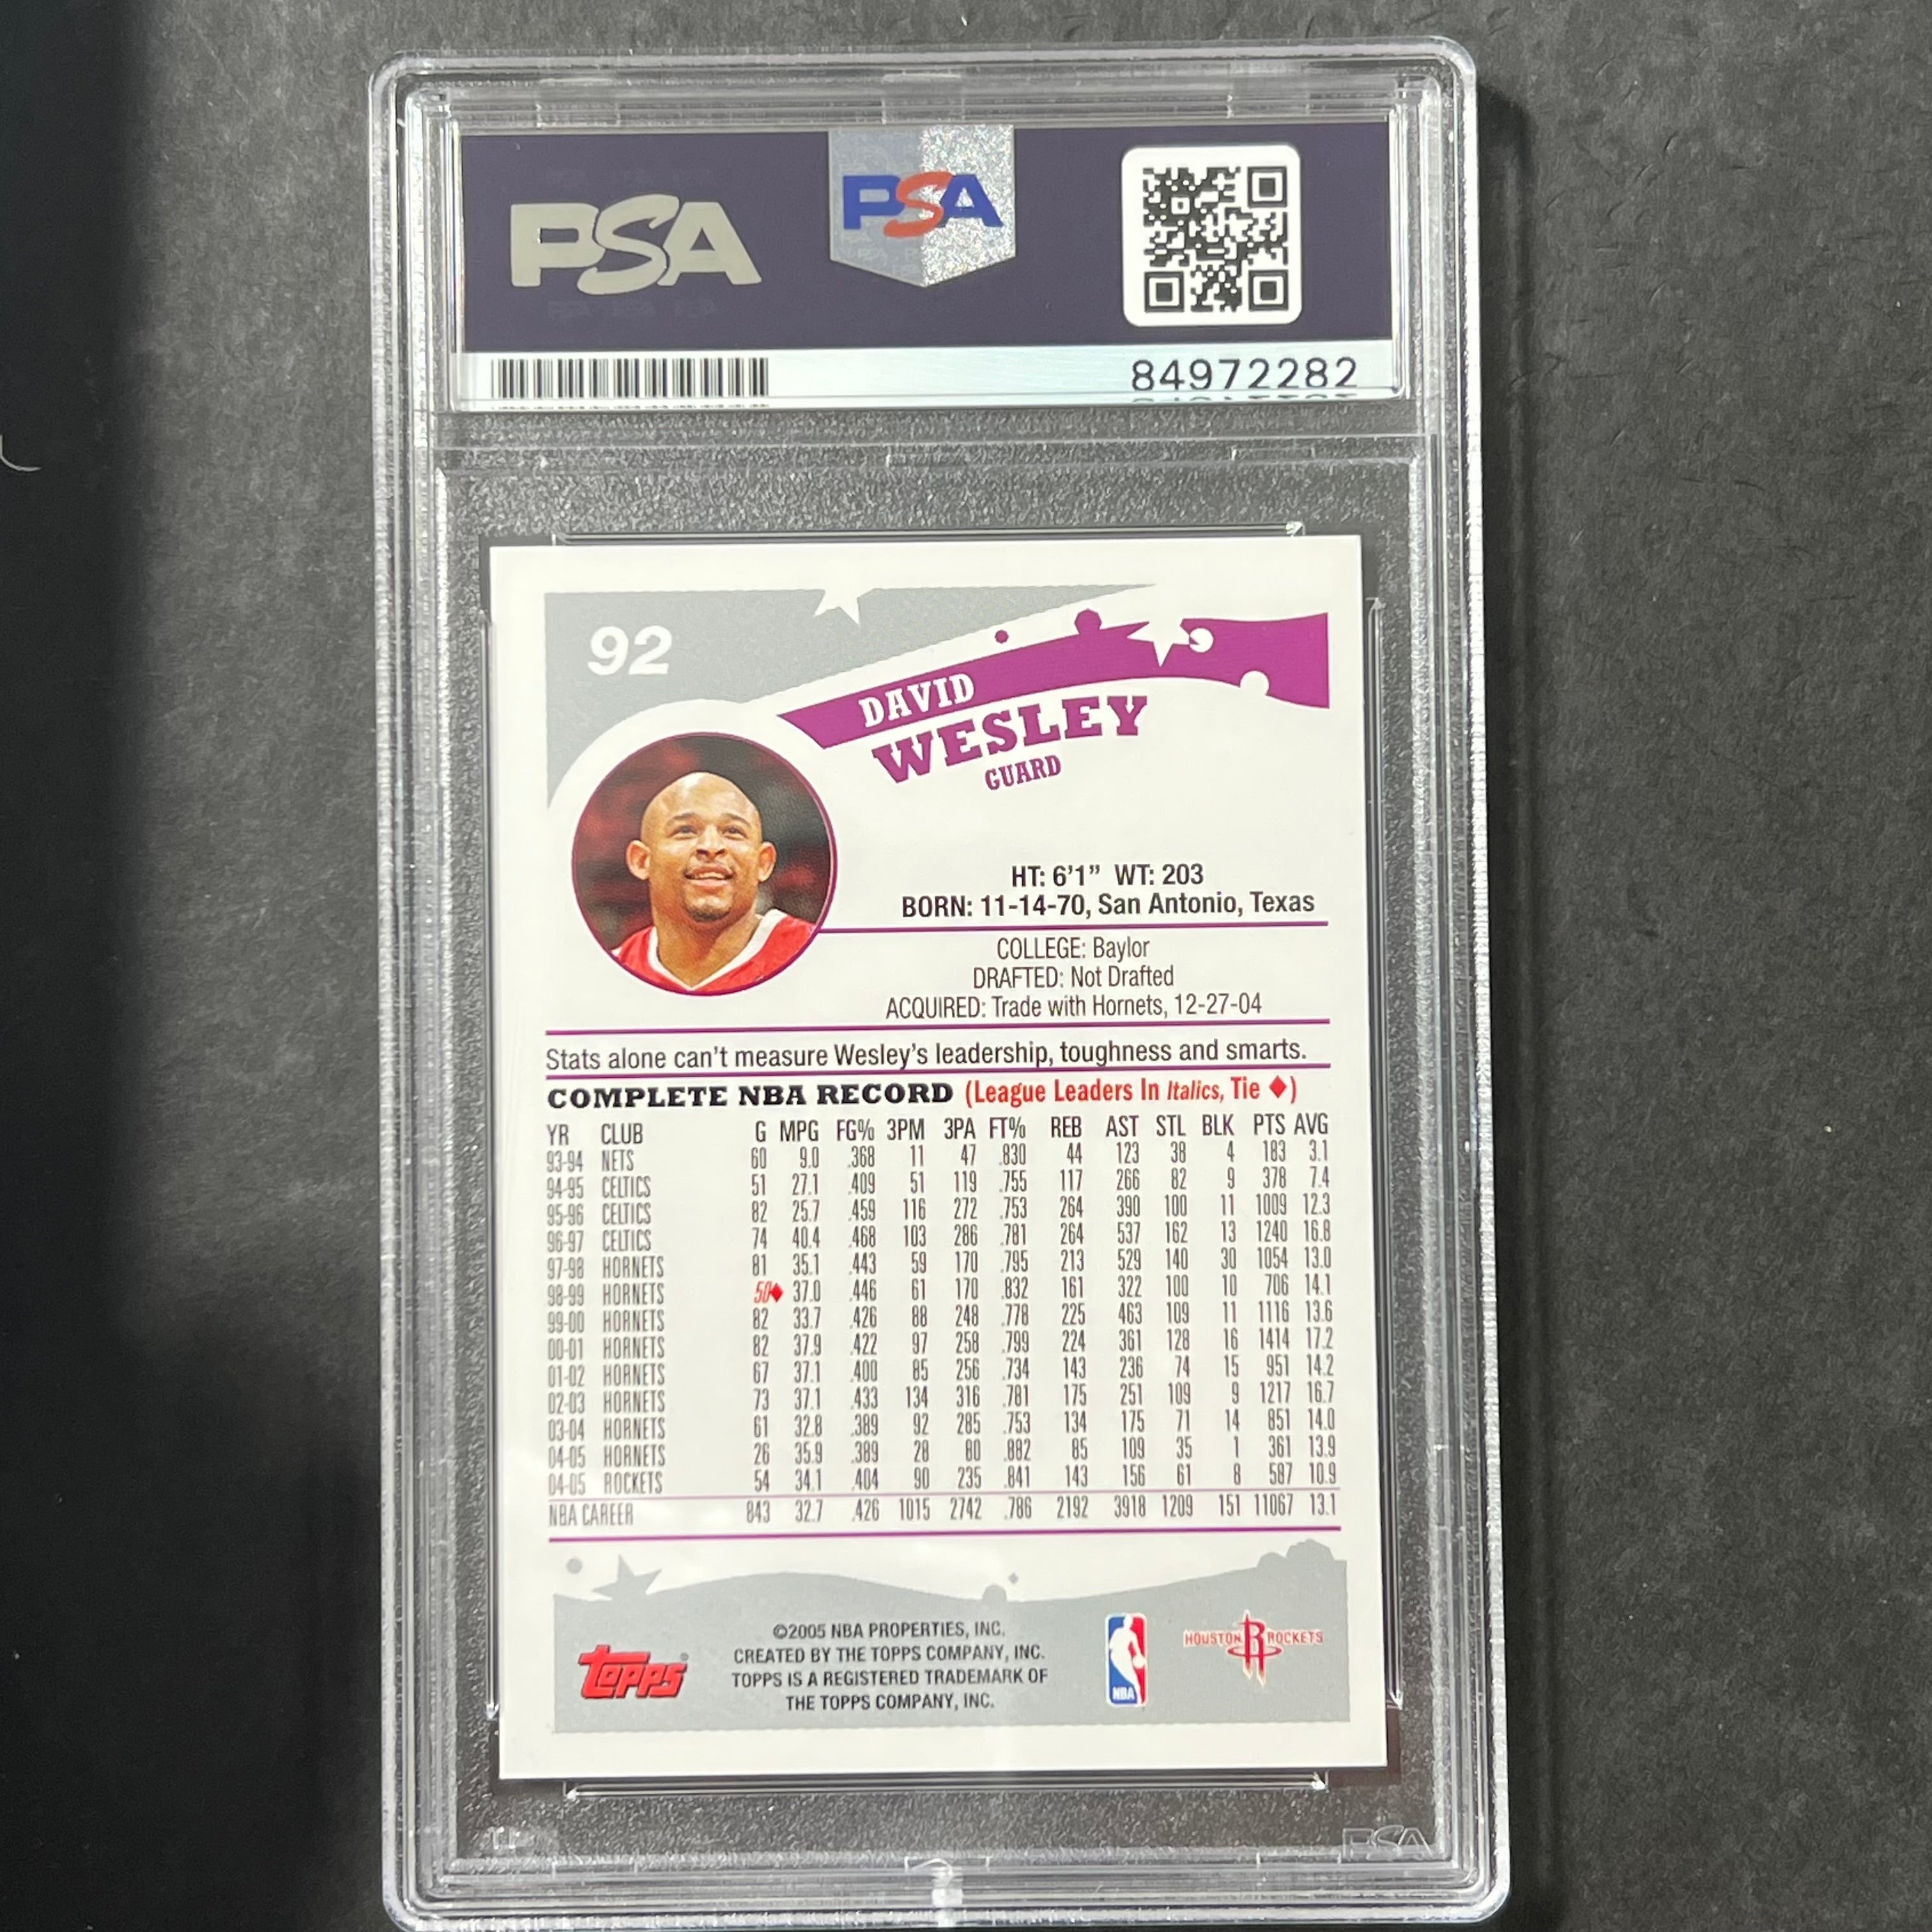 PSA
PSA
84972282
92
DAVID
WESLEY
GUARD
HT: 6'1" WT: 203
BORN: 11-14-70, San Antonio, Texas
COLLEGE: Baylor
DRAFTED: Not Drafted
ACQUIRED: Trade with Hornets, 12-27-04
Stats alone can't measure Wesley's leadership, toughness and smarts.
COMPLETE NBA RECORD (League Leaders In Italics, Tie ♦)
YR CLUB G MPG FG% 3PM 3PA FT% REB AST STL BLK PTS AVG
93-94 NETS 60 9.0 .368 11 47 .830 44 123 38 4 183 3.1
94-95 CELTICS 51 27.1 .409 51 119 .755 117 266 82 9 378 7.4
95-96 CELTICS 82 25.7 .459 116 272 .753 264 390 100 11 1009 12.3
96-97 CELTICS 74 40.4 .468 103 286 .781 264 537 162 13 1240 16.8
97-98 HORNETS 81 35.1 .443 59 170 .795 213 529 140 30 1054 13.0
98-99 HORNETS 50♦ 37.0 .446 61 170 .832 161 322 100 10 706 14.1
99-00 HORNETS 82 33.7 .426 88 248 .778 225 463 109 11 1116 13.6
00-01 HORNETS 82 37.9 .422 97 258 .799 224 361 128 16 1414 17.2
01-02 HORNETS 67 37.1 .400 85 256 .734 143 236 74 15 951 14.2
02-03 HORNETS 73 37.1 .433 134 316 .781 175 251 109 9 1217 16.7
03-04 HORNETS 61 32.8 .389 92 285 .753 134 175 71 14 851 14.0
04-05 HORNETS 26 35.9 .389 28 80 .882 85 109 35 1 361 13.9
04-05 ROCKETS 54 34.1 .404 90 235 .841 143 156 61 8 587 10.9
NBA CAREER 843 32.7 .426 1015 2742 .786 2192 3918 1209 151 11067 13.1
©2005 NBA PROPERTIES, INC.
CREATED BY THE TOPPS COMPANY, INC.
TOPPS IS A REGISTERED TRADEMARK OF
THE TOPPS COMPANY, INC.
topps®
NBA
HOUSTON R ROCKETS
PSA